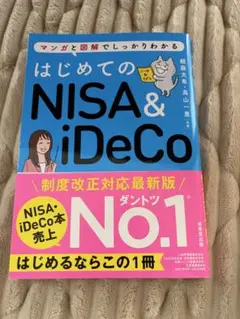 マンガと図解でしっかりわかる
はじめての
NISA&
iDeCo
制度改正対応最新版
NISA・
iDeCo本
売上
ダントツ
No.1
はじめるならこの1冊